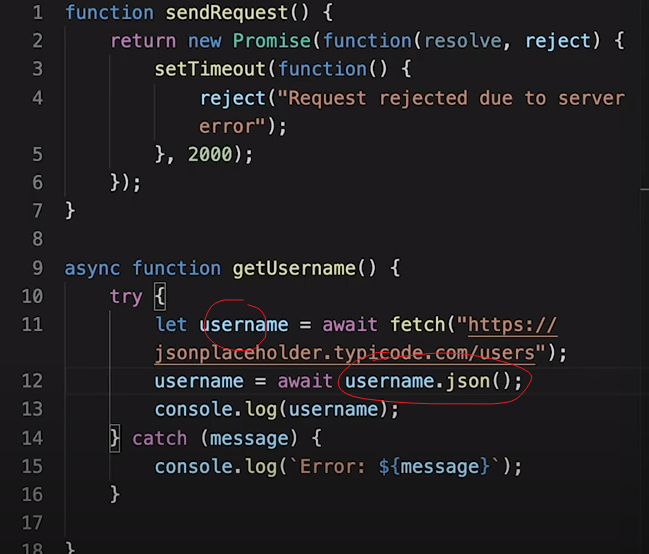 1 function sendRequest() {
2 return new Promise(function(resolve, reject) {
3 setTimeout(function() {
4 reject("Request rejected due to server
error");
5 }, 2000);
6 });
7 }
8
9 async function getUsername() {
10 try {
11 let username = await fetch("https://
jsonplaceholder.typicode.com/users");
12 username = await username.json();
13 console.log(username);
14 } catch (message) {
15 console.log(`Error: ${message}`);
16 }
17
18 }